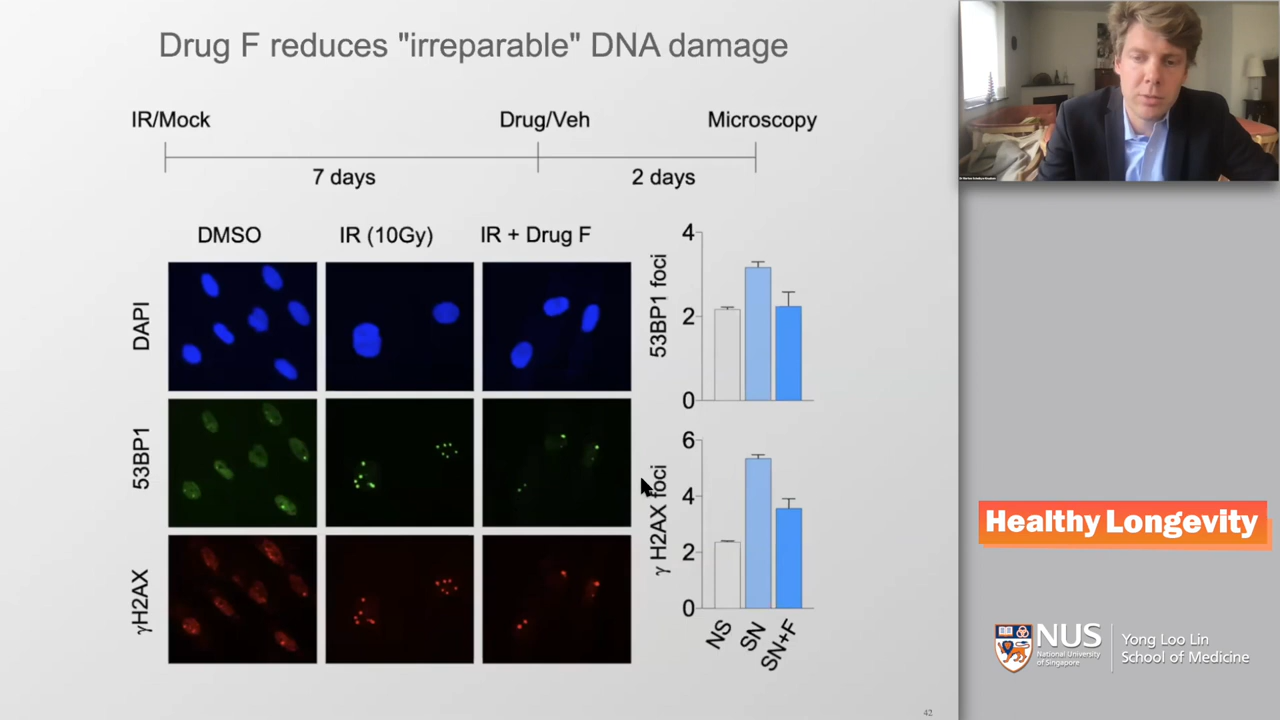 Drug F reduces "irreparable" DNA damage
IR/Mock
Drug/Veh
Microscopy
7 days
2 days
DMSO
IR (10Gy)
IR + Drug F
DAPI
53BP1
γH2AX
53BP1 foci
4
2
0
γ H2AX foci
6
4
2
0
NS
SN
SN+F
42
Healthy Longevity
NUS
National University
of Singapore
Yong Loo Lin
School of Medicine